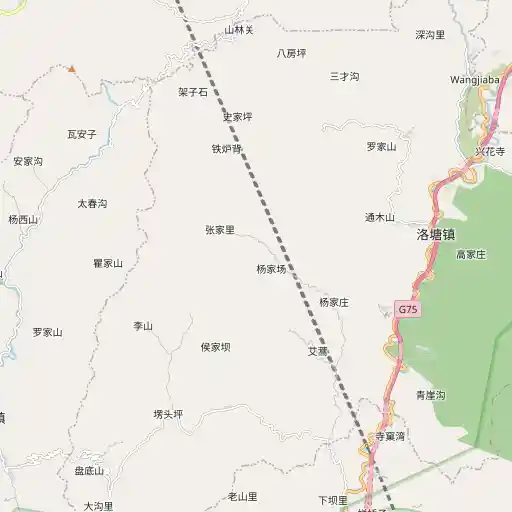 山林关
深沟里
八房坪
三才沟
Wangjiaba
架子石
史家坪
瓦安子
铁炉背
罗家山
兴花寺
安家沟
太春沟
杨西山
通木山
张家里
洛塘镇
高家庄
瞿家山
杨家场
杨家庄
G75
李山
罗家山
侯家坝
艾蒿
青崖沟
塄头坪
镇
寺窠湾
盘底山
老山里
下坝里
大沟里